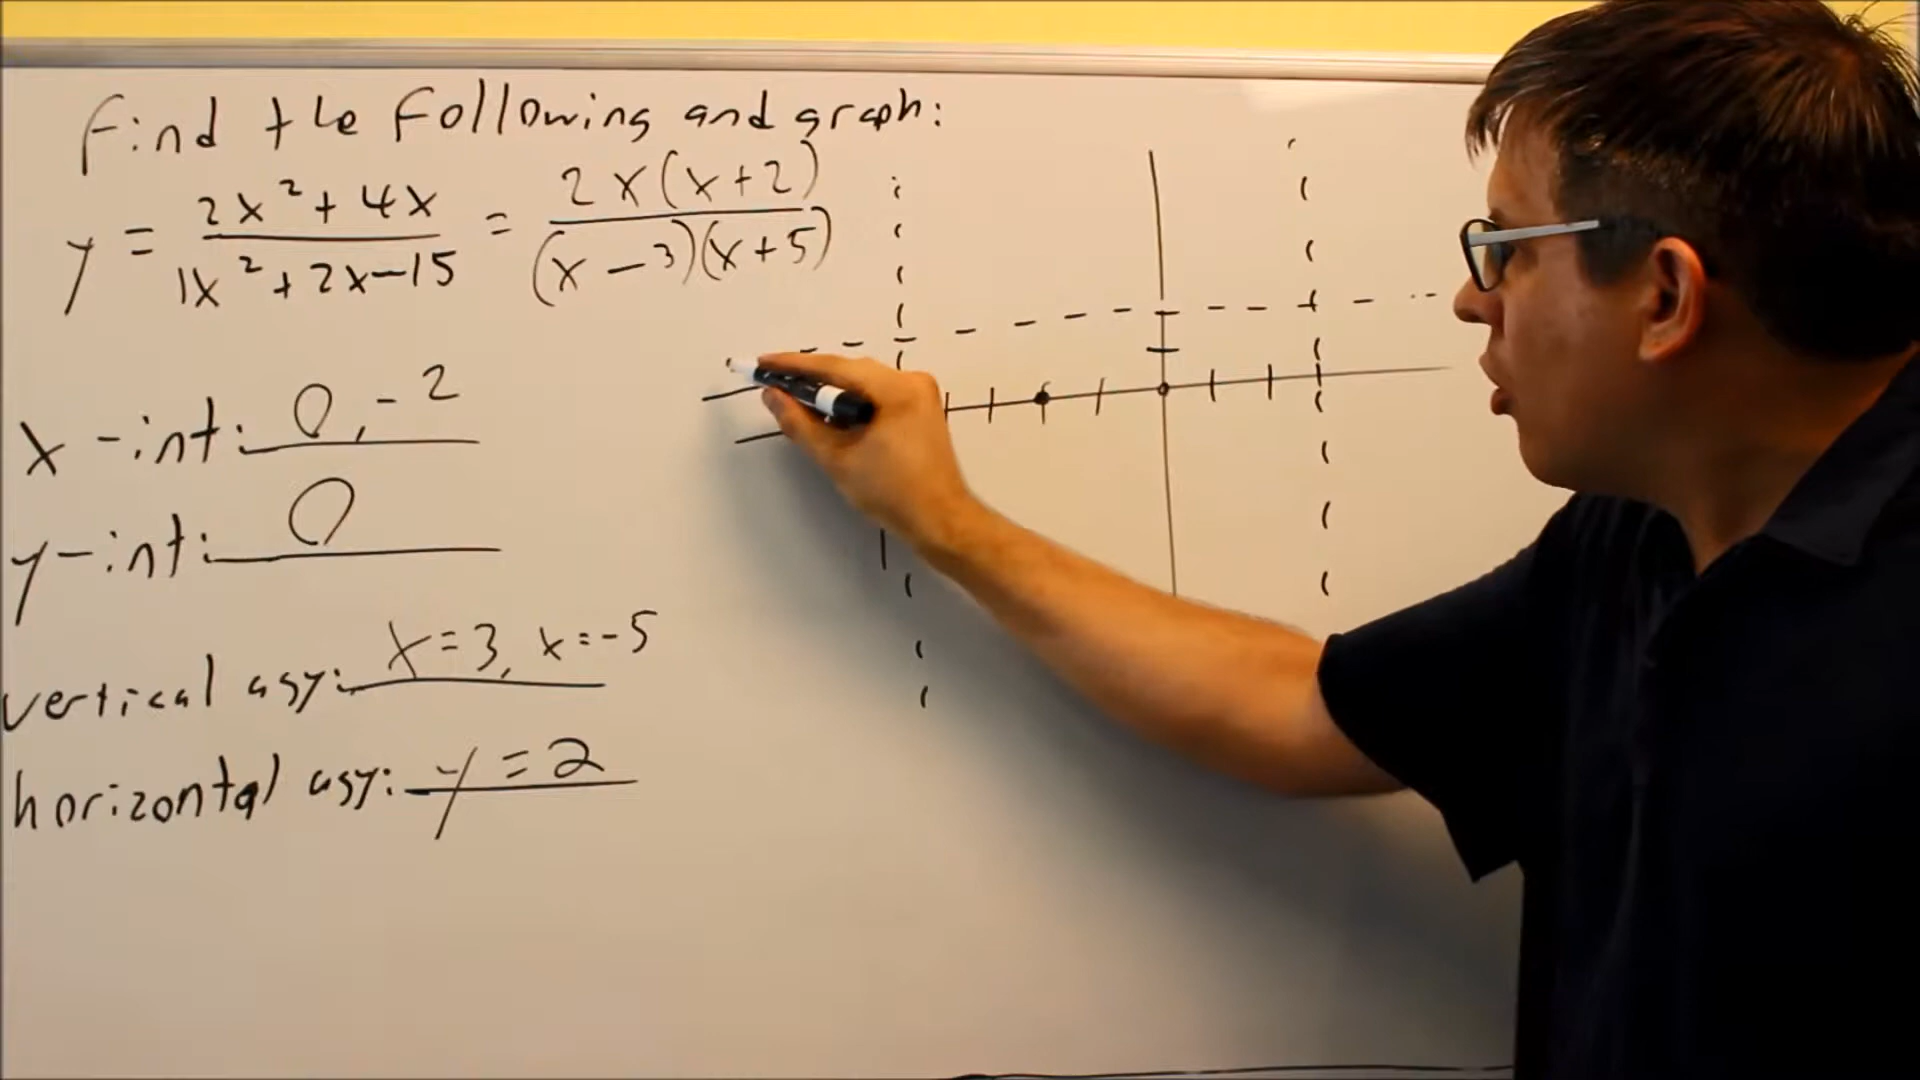 Find the following and graph:
y = 2x² + 4x / 1x² + 2x - 15 = 2x(x+2) / (x-3)(x+5)
x-int: 0, -2
y-int: 0
vertical asy: x = 3, x = -5
horizontal asy: y = 2